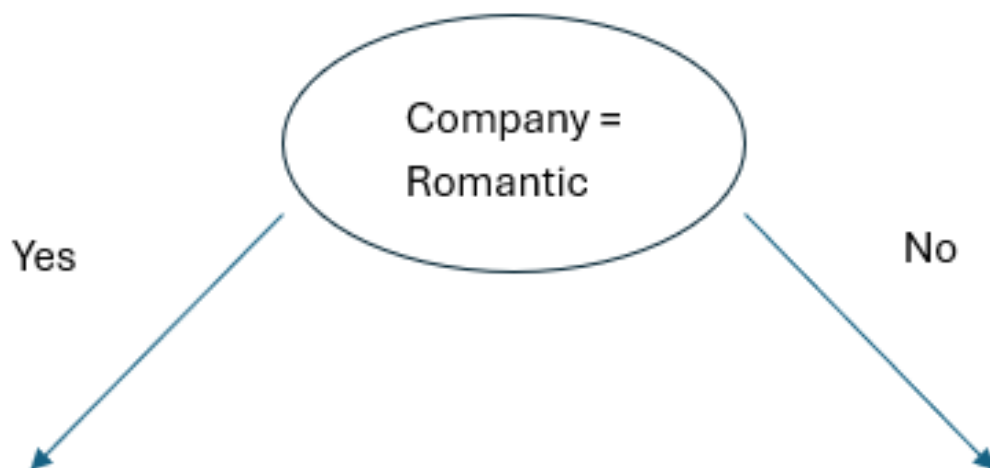 Company =
Romantic
Yes
No